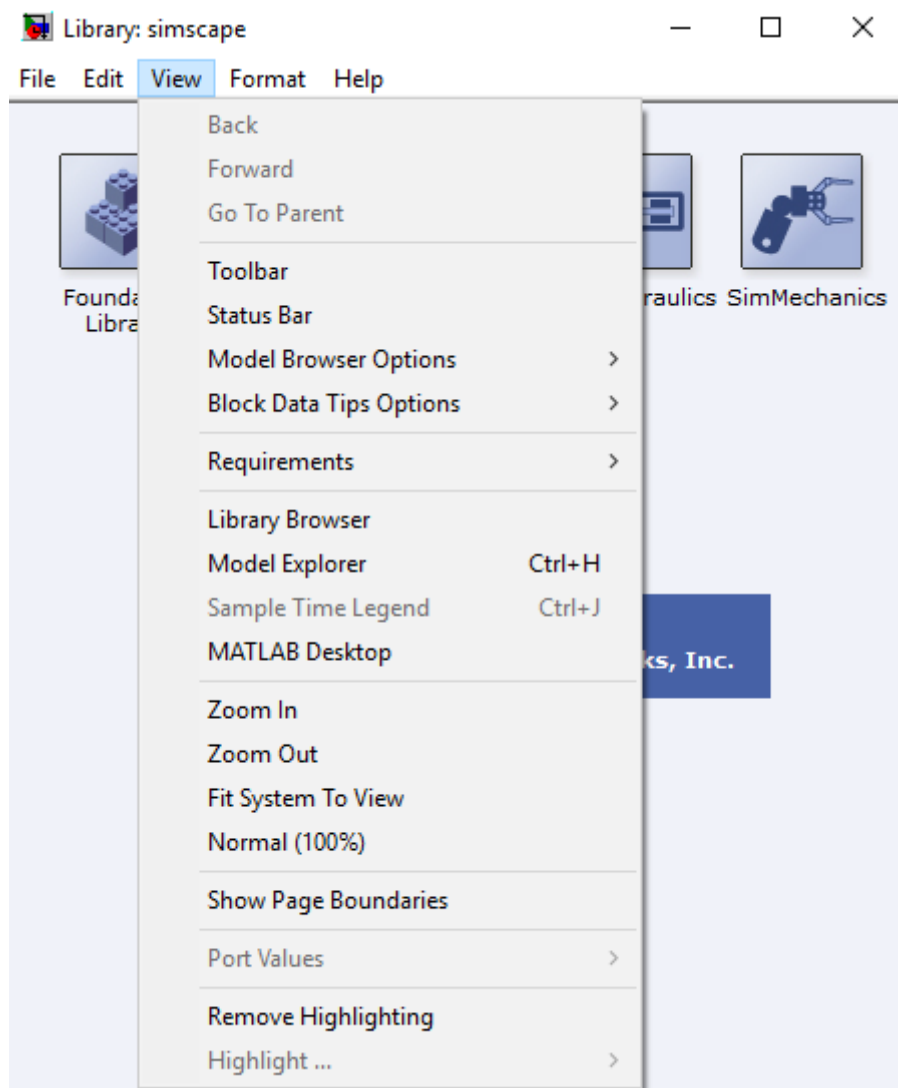 Library: simscape
File Edit View Format Help
Back
Forward
Go To Parent
Toolbar
Status Bar
Model Browser Options
Block Data Tips Options
Requirements
Library Browser
Model Explorer Ctrl+H
Sample Time Legend Ctrl+J
MATLAB Desktop
Zoom In
Zoom Out
Fit System To View
Normal (100%)
Show Page Boundaries
Port Values
Remove Highlighting
Highlight ...
Founda
Libra
raulics SimMechanics
ks, Inc.